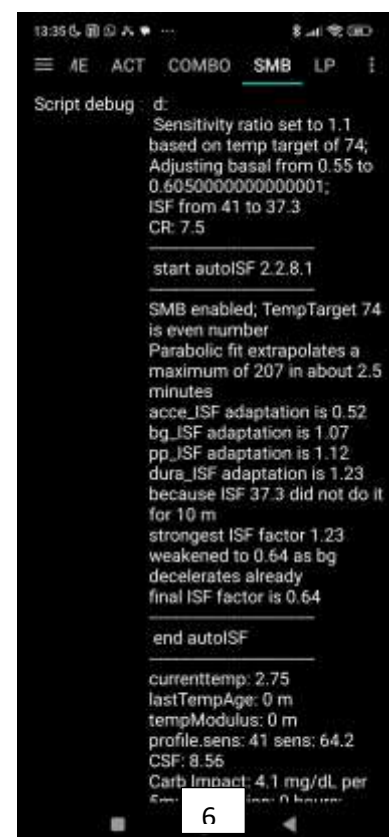 13:35
ME ACT COMBO SMB LP
Script debug : d:
Sensitivity ratio set to 1.1
based on temp target of 74;
Adjusting basal from 0.55 to
0.6050000000000001;
ISF from 41 to 37.3
CR: 7.5
start autoISF 2.2.8.1
SMB enabled; TempTarget 74
is even number
Parabolic fit extrapolates a
maximum of 207 in about 2.5
minutes
acce_ISF adaptation is 0.52
bg_ISF adaptation is 1.07
pp_ISF adaptation is 1.12
dura_ISF adaptation is 1.23
because ISF 37.3 did not do it
for 10 m
strongest ISF factor 1.23
weakened to 0.64 as bg
decelerates already
final ISF factor is 0.64
end autoISF
currenttemp: 2.75
lastTempAge: 0 m
tempModulus: 0 m
profile.sens: 41 sens: 64.2
CSF: 8.56
Carb Impact: 4.1 mg/dL per
6